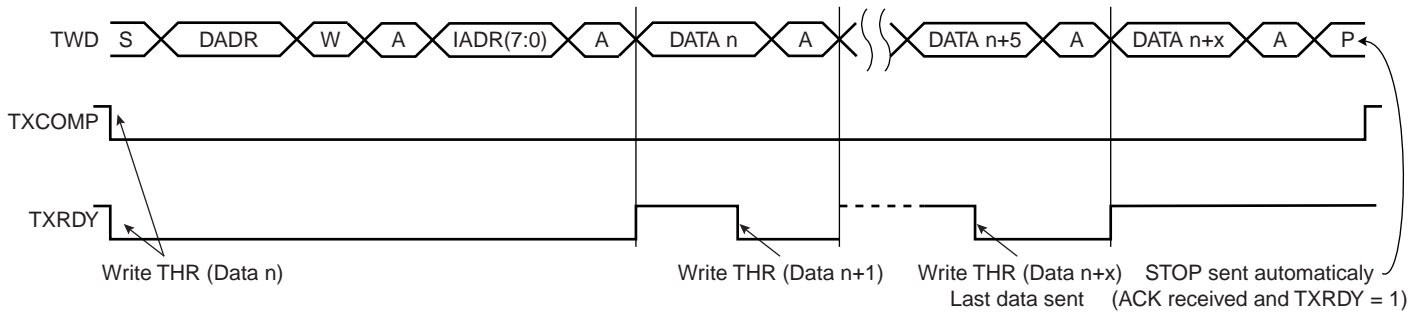 TWD S DADR W A IADR(7:0) A DATA n A DATA n+5 A DATA n+x A P
TXCOMP
TXRDY
Write THR (Data n) Write THR (Data n+1) Write THR (Data n+x) STOP sent automaticaly
Last data sent (ACK received and TXRDY = 1)